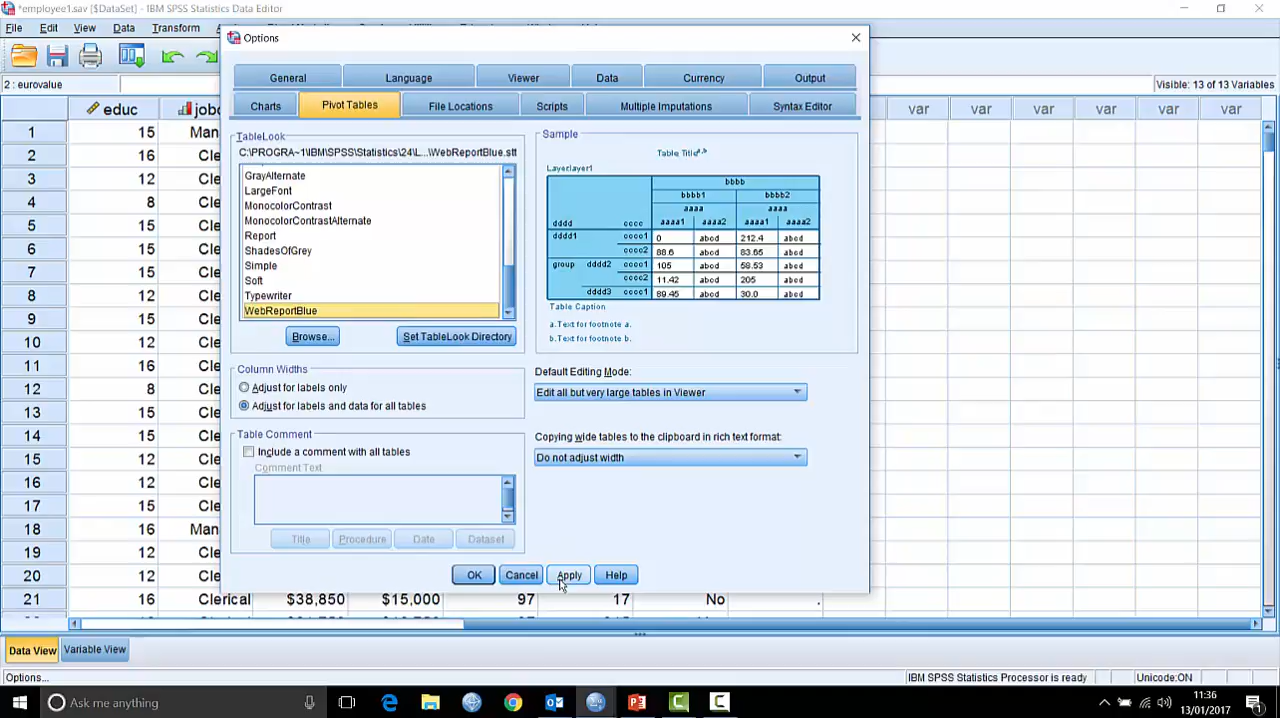 *employee1.sav [$DataSet] - IBM SPSS Statistics Data Editor
File Edit View Data Transform
2 : eurovalue
Visible: 13 of 13 Variables
educ
var var var var
1 15
2 16 Cle
3 12 Cle
4 8 Cle
5 15 Cle
6 15 Cle
7 15 Cle
8 12 Cle
9 15 Cle
10 12 Cle
11 16 Cle
12 8 Cle
13 15 Cle
14 15 Cle
15 12 Cle
16 12 Cle
17 15 Cle
18 16 Man
19 12 Cle
20 12 Cle
21 16 Clerical $38,850 $15,000 97 17 No .
Options
General Language Viewer Data Currency Output
Charts Pivot Tables File Locations Scripts Multiple Imputations Syntax Editor
TableLook
C:\PROGRA~1\IBM\SPSS\Statistics\24\L...\WebReportBlue.stt
GrayAlternate
LargeFont
MonocolorContrast
MonocolorContrastAlternate
Report
ShadesOfGrey
Simple
Soft
Typewriter
WebReportBlue
Browse... Set TableLook Directory
Column Widths
Adjust for labels only
Adjust for labels and data for all tables
Table Comment
Include a comment with all tables
Comment Text
Title Procedure Date Dataset
Sample
Table Title a,b
Layerlayer1
bbbb
bbbb1 bbbb2
aaaa aaaa
dddd cccc aaaa1 aaaa2 aaaa1 aaaa2
dddd1 cccc1 0 abcd 212.4 abcd
cccc2 88.6 abcd 83.65 abcd
group dddd2 cccc1 105 abcd 58.53 abcd
cccc2 11.42 abcd 205 abcd
dddd3 cccc1 89.45 abcd 30.0 abcd
Table Caption
a.Text for footnote a.
b.Text for footnote b.
Default Editing Mode:
Edit all but very large tables in Viewer
Copying wide tables to the clipboard in rich text format:
Do not adjust width
OK Cancel Apply Help
Data View Variable View
Options...
IBM SPSS Statistics Processor is ready
Unicode:ON
Ask me anything
11:36
13/01/2017